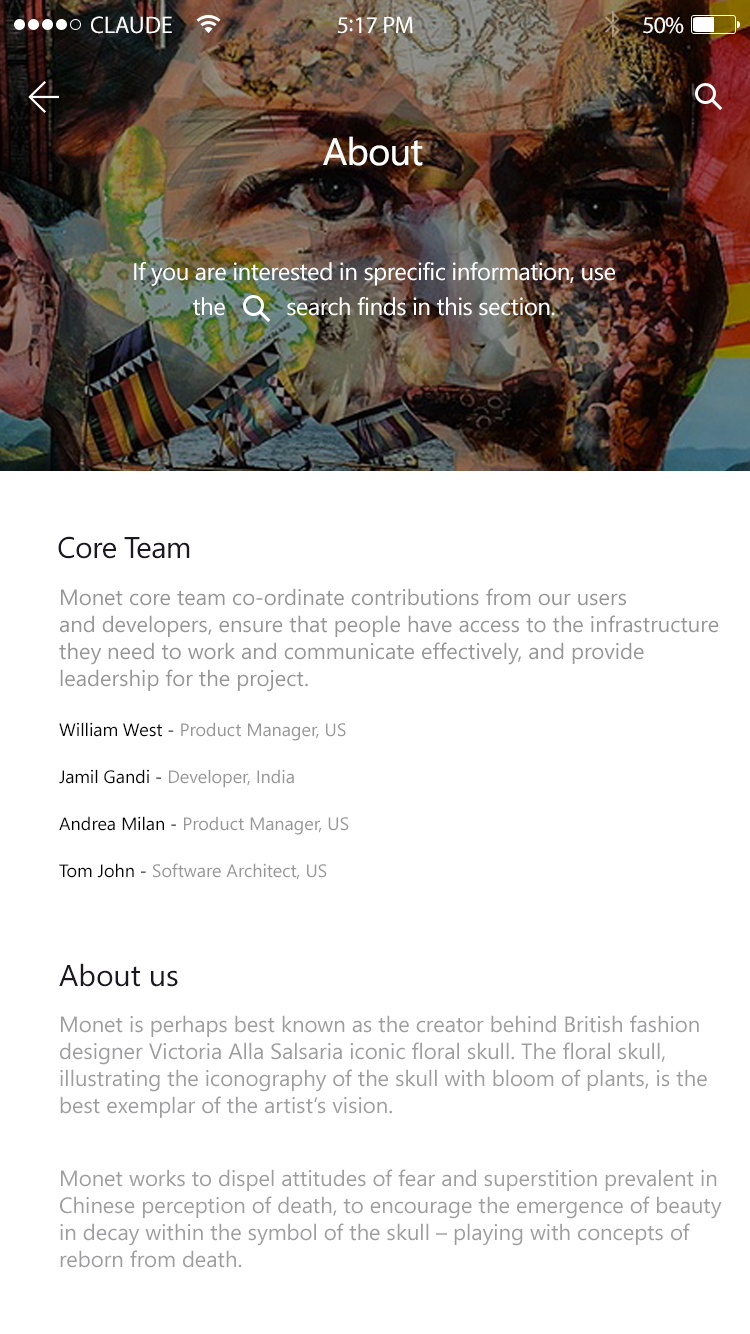 CLAUDE 5:17 PM 50%
About
If you are interested in sprecific information, use
the search finds in this section.
Core Team
Monet core team co-ordinate contributions from our users
and developers, ensure that people have access to the infrastructure
they need to work and communicate effectively, and provide
leadership for the project.
William West - Product Manager, US
Jamil Gandi - Developer, India
Andrea Milan - Product Manager, US
Tom John - Software Architect, US
About us
Monet is perhaps best known as the creator behind British fashion
designer Victoria Alla Salsaria iconic floral skull. The floral skull,
illustrating the iconography of the skull with bloom of plants, is the
best exemplar of the artist’s vision.
Monet works to dispel attitudes of fear and superstition prevalent in
Chinese perception of death, to encourage the emergence of beauty
in decay within the symbol of the skull – playing with concepts of
reborn from death.